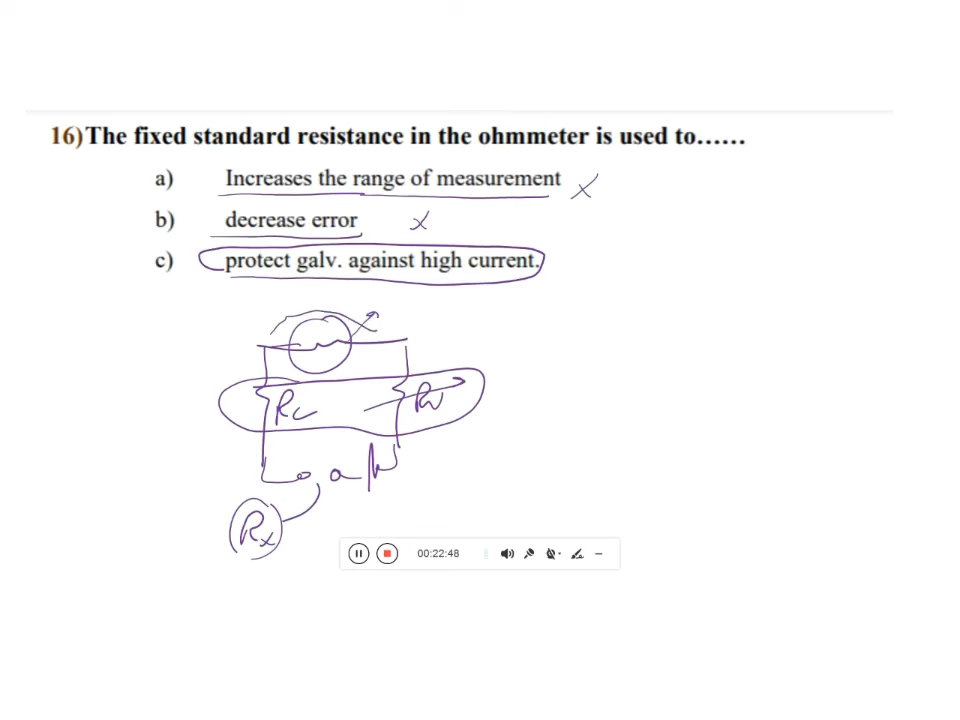 16)The fixed standard resistance in the ohmmeter is used to......
a) Increases the range of measurement X
b) decrease error X
c) protect galv. against high current.
Rc Rv
Rx
00:22:48